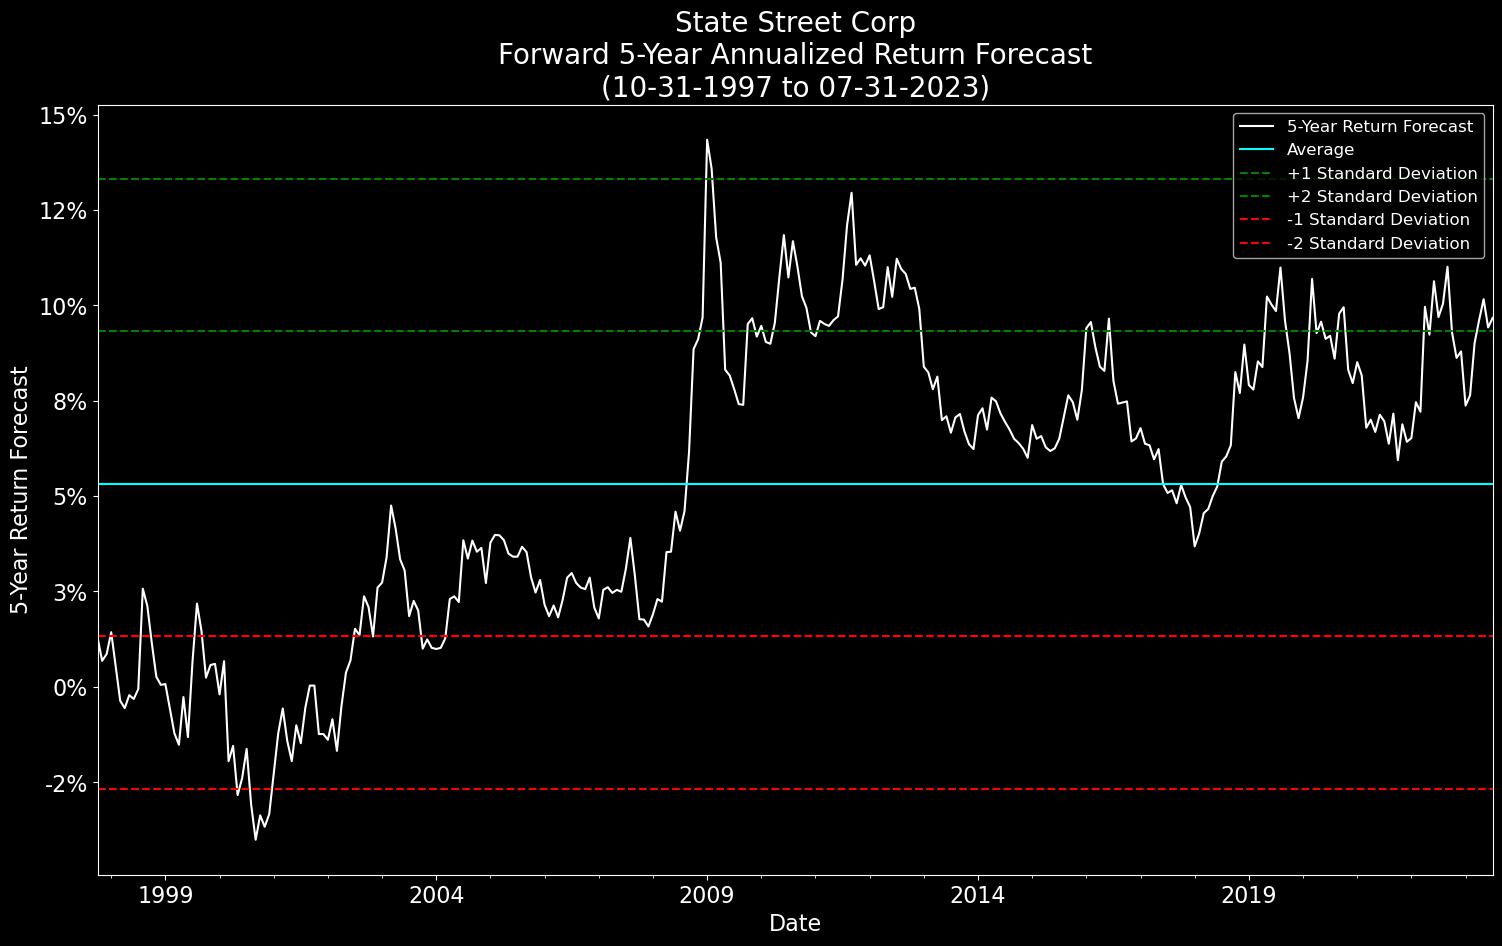 State Street Corp
Forward 5-Year Annualized Return Forecast
(10-31-1997 to 07-31-2023)
15%
12%
10%
8%
5%
3%
0%
-2%
5-Year Return Forecast
5-Year Return Forecast
Average
+1 Standard Deviation
+2 Standard Deviation
-1 Standard Deviation
-2 Standard Deviation
1999
2004
2009
2014
2019
Date